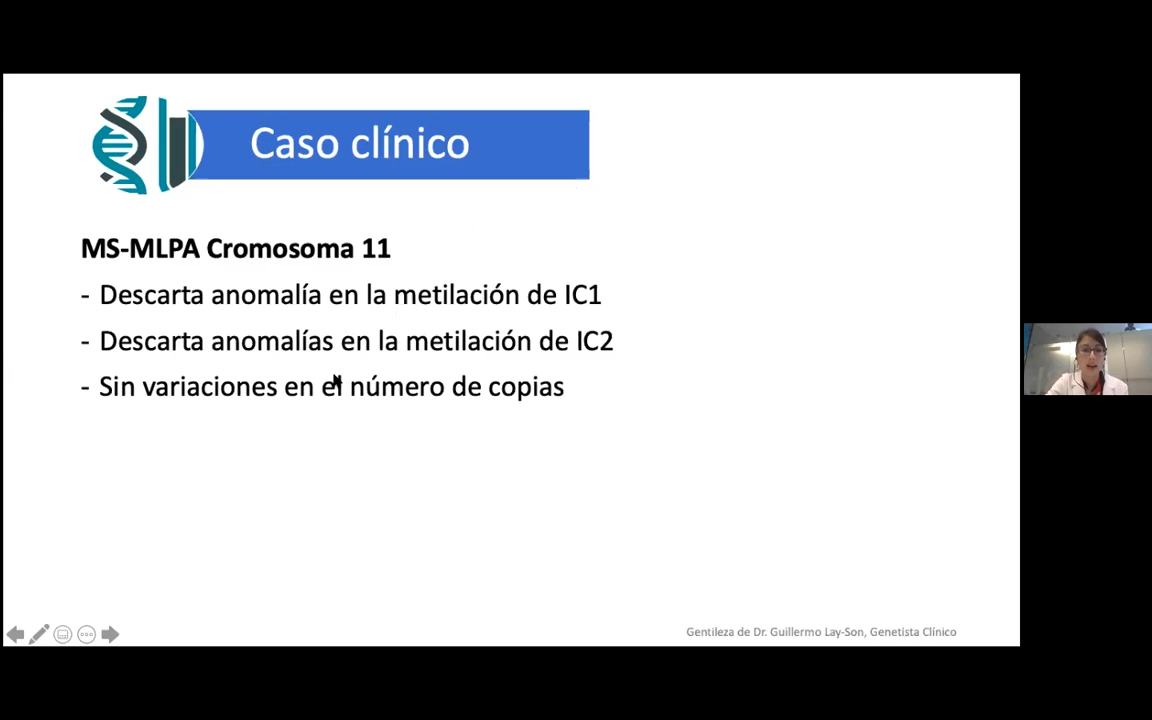 Caso clínico
MS-MLPA Cromosoma 11
- Descarta anomalía en la metilación de IC1
- Descarta anomalías en la metilación de IC2
- Sin variaciones en el número de copias
Gentileza de Dr. Guillermo Lay-Son, Genetista Clínico